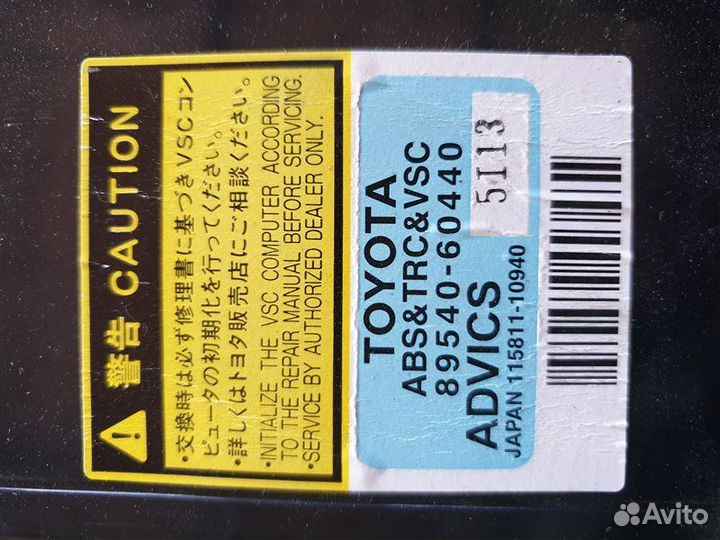 警告 CAUTION
•交換時は必ず修理書に基づきVSCコン
ピュータの初期化を行ってください。
•詳しくはトヨタ販売店にご相談ください。
•INITIALIZE THE VSC COMPUTER ACCORDING
TO THE REPAIR MANUAL BEFORE SERVICING.
•SERVICE BY AUTHORIZED DEALER ONLY.
TOYOTA
ABS&TRC&VSC
89540-60440
5113
ADVICS
JAPAN 115811-10940
Avito